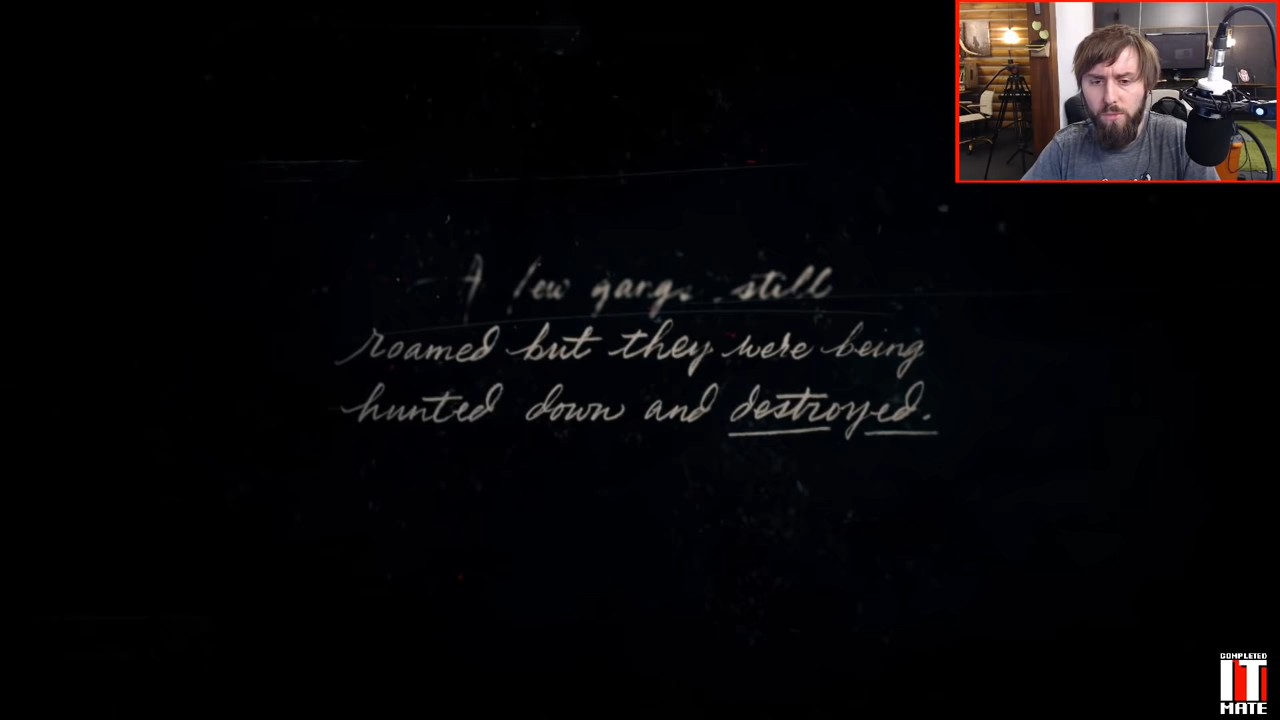 A few gangs still
roamed but they were being
hunted down and destroyed.
COMPLETED
IT
MATE